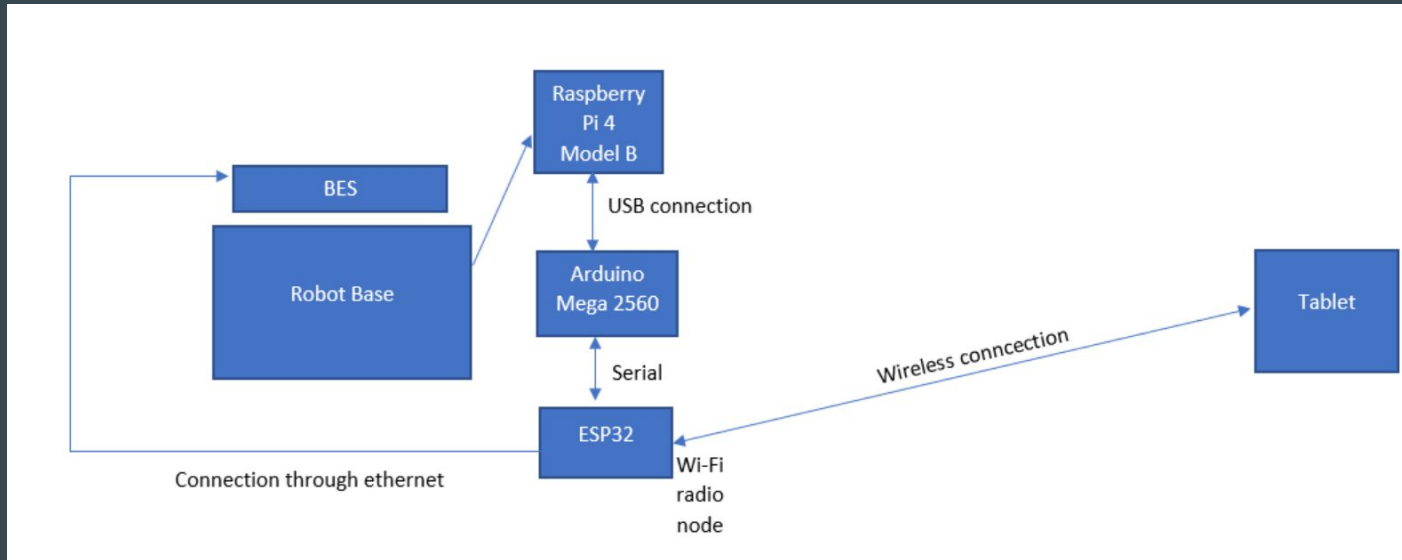 Raspberry
Pi 4
Model B
BES
USB connection
Robot Base
Arduino
Mega 2560
Tablet
Wireless conncection
Serial
ESP32
Wi-Fi
radio
node
Connection through ethernet